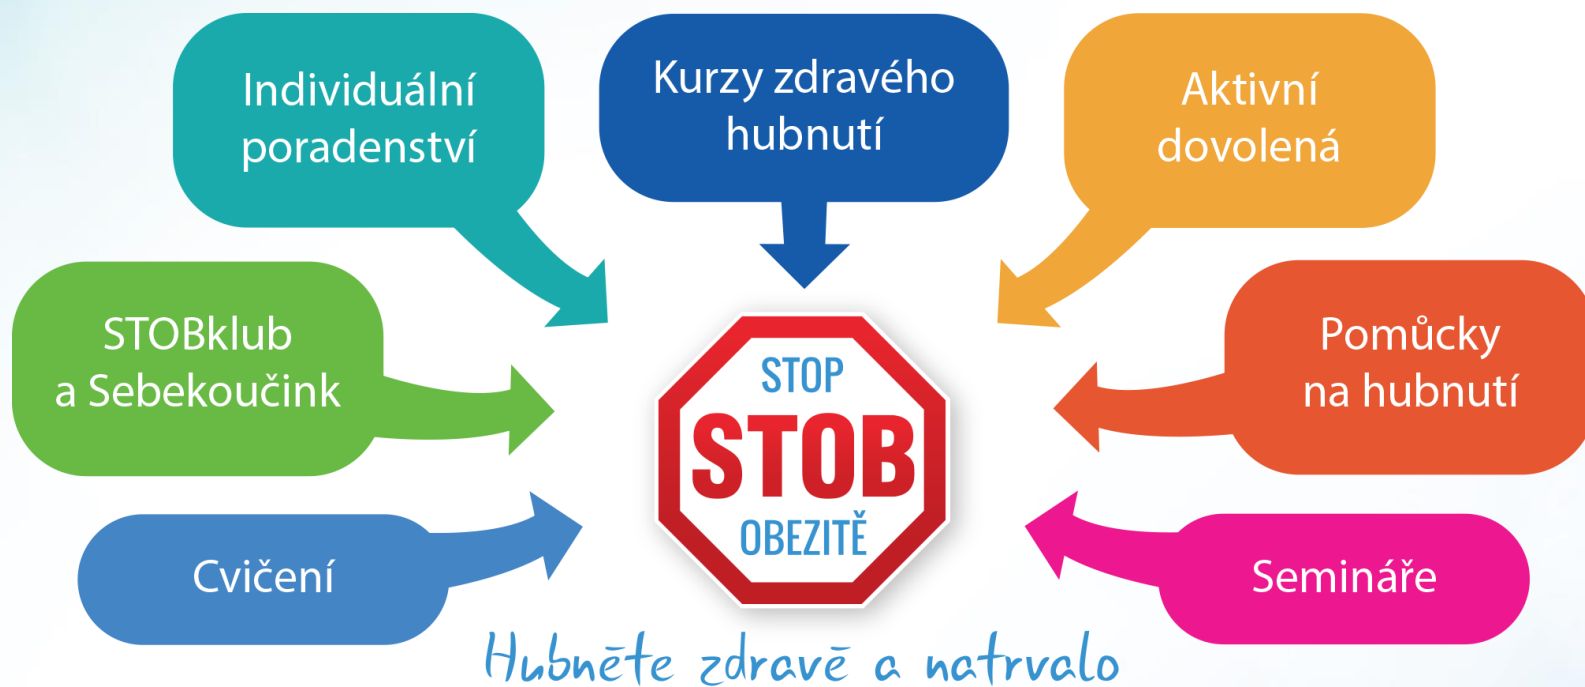 Individuální
poradenství
Kurzy zdravého
hubnutí
Aktivní
dovolená
STOBklub
a Sebekoučink
Pomůcky
na hubnutí
Cvičení
Semináře
STOP
STOB
OBEZITĚ
Hubněte zdravě a natrvalo